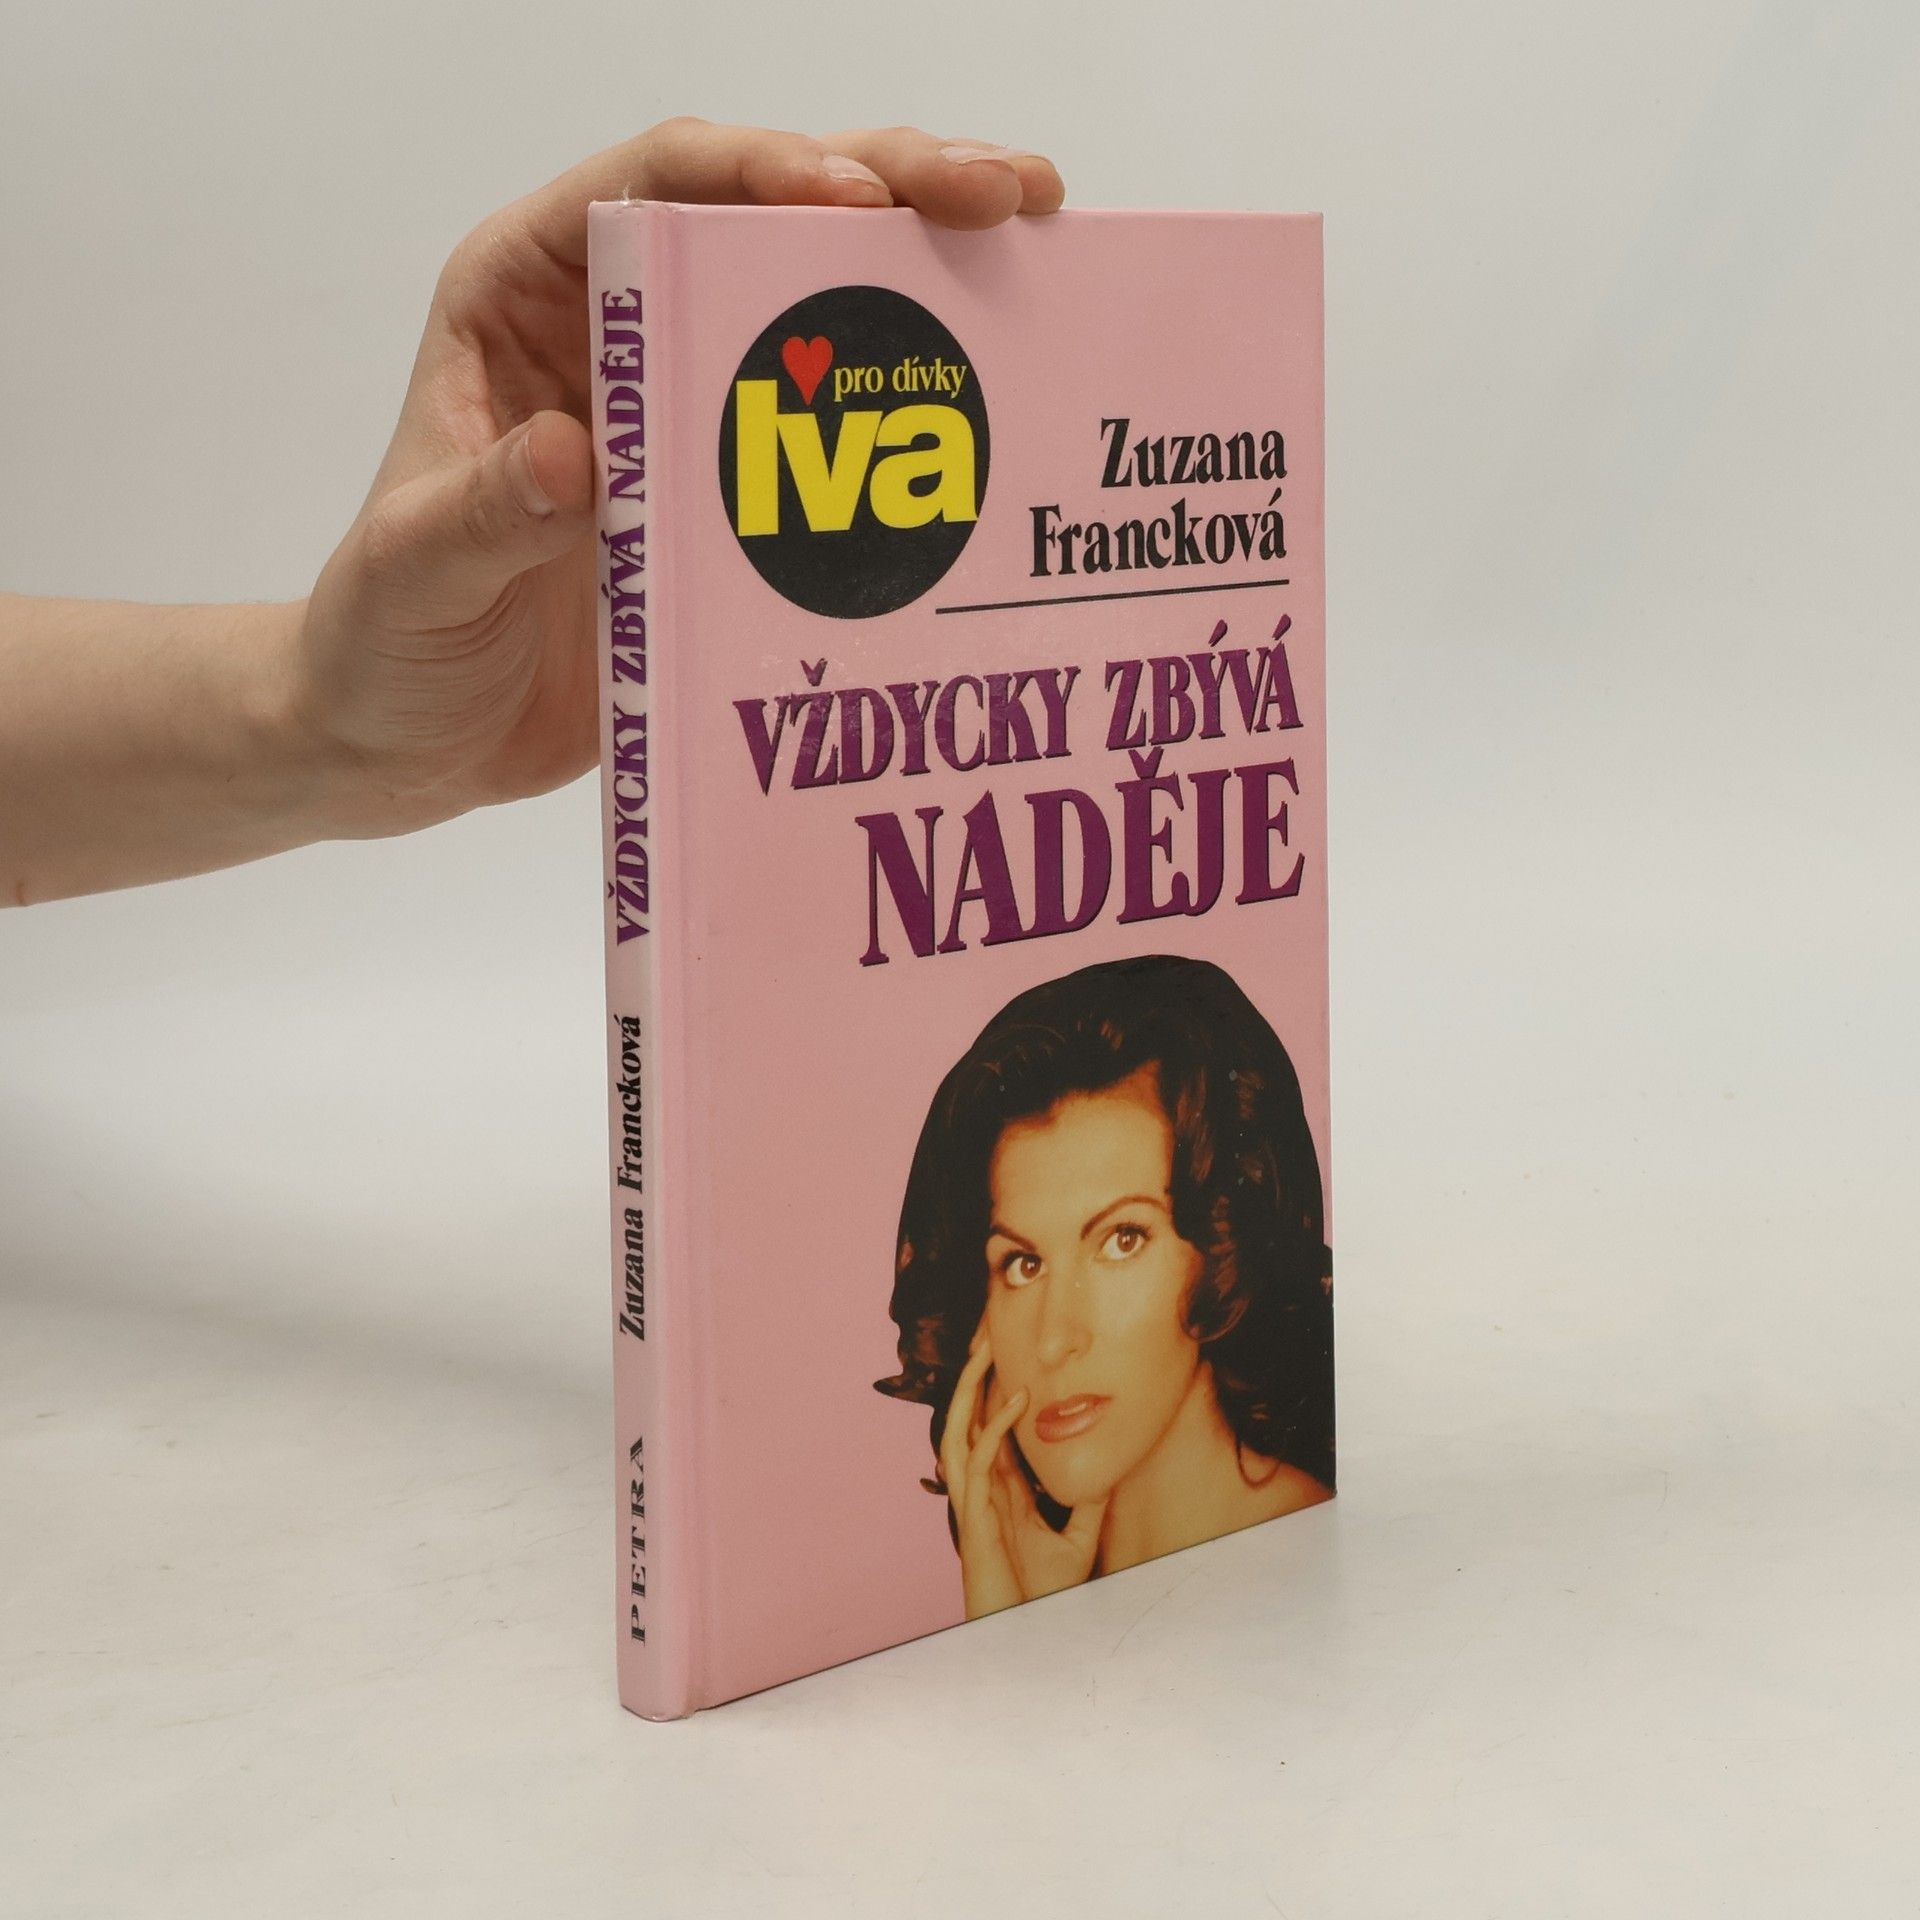 VŽDYCKY ZBÝVÁ NADĚJE
Zuzana Francková
PETRA
pro dívky
Iva
Zuzana
Francková
VŽDYCKY ZBÝVÁ
NADĚJE